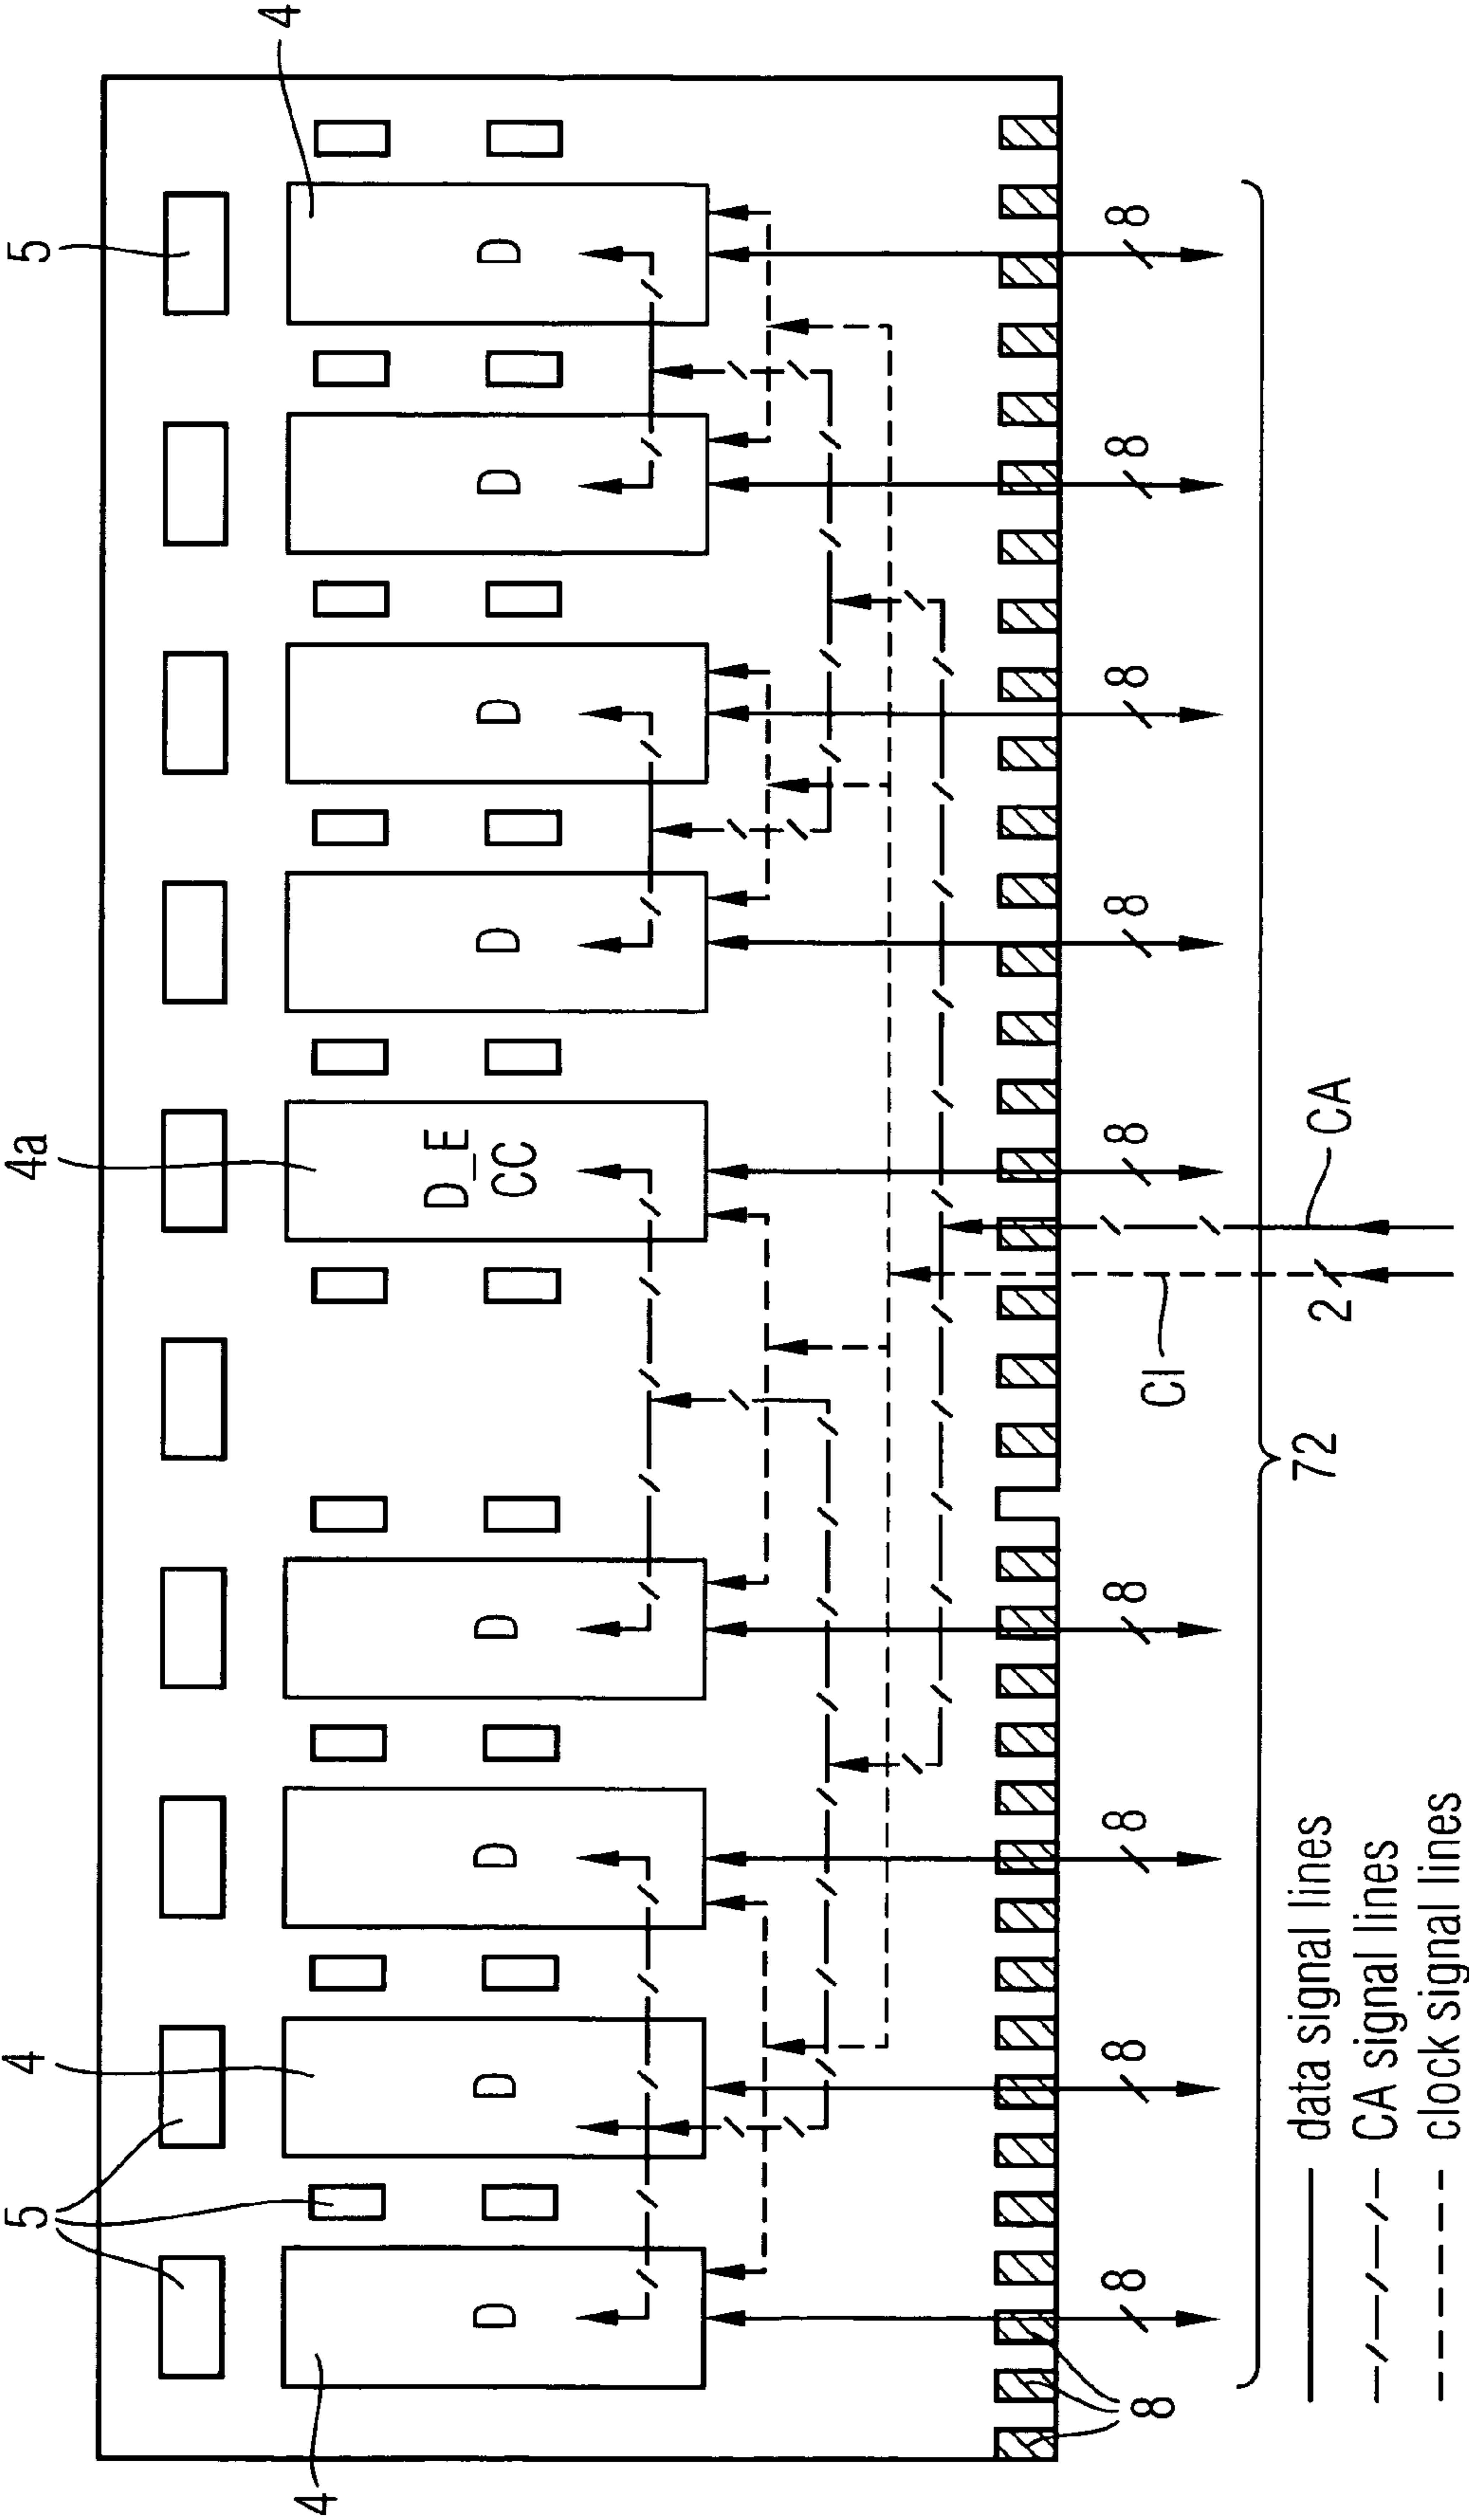 5 4 4a 5
4
4
D_E
D D D D CC D D D D
8 8 8 8 8 8 8 8 8
8
Cl
72
2
CA
data signal lines
CA signal lines
clock signal lines